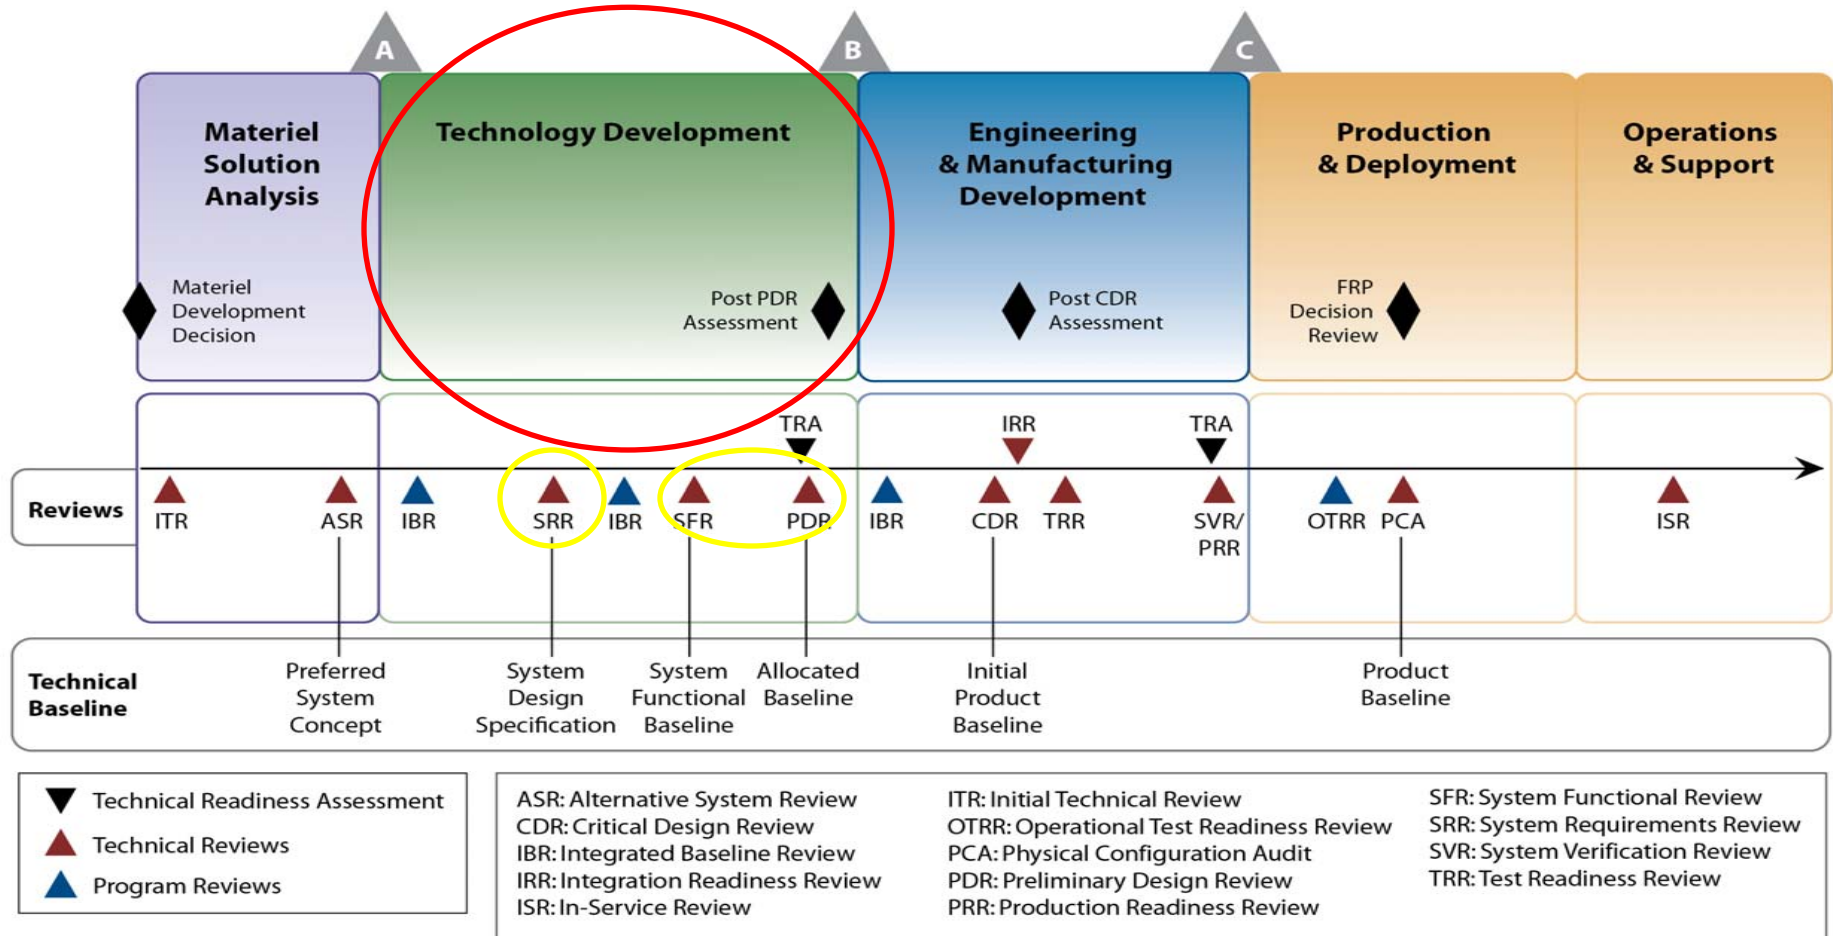 A
B
C
Materiel
Solution
Analysis
Technology Development
Engineering
& Manufacturing
Development
Production
& Deployment
Operations
& Support
Materiel
Development
Decision
Post PDR
Assessment
Post CDR
Assessment
FRP
Decision
Review
TRA
IRR
TRA
Reviews
ITR
ASR
IBR
SRR
IBR
SFR
PDR
IBR
CDR
TRR
SVR/
PRR
OTRR
PCA
ISR
Technical
Baseline
Preferred
System
Concept
System
Design
Specification
System
Functional
Baseline
Allocated
Baseline
Initial
Product
Baseline
Product
Baseline
Technical Readiness Assessment
Technical Reviews
Program Reviews
ASR: Alternative System Review
CDR: Critical Design Review
IBR: Integrated Baseline Review
IRR: Integration Readiness Review
ISR: In-Service Review
ITR: Initial Technical Review
OTRR: Operational Test Readiness Review
PCA: Physical Configuration Audit
PDR: Preliminary Design Review
PRR: Production Readiness Review
SFR: System Functional Review
SRR: System Requirements Review
SVR: System Verification Review
TRR: Test Readiness Review